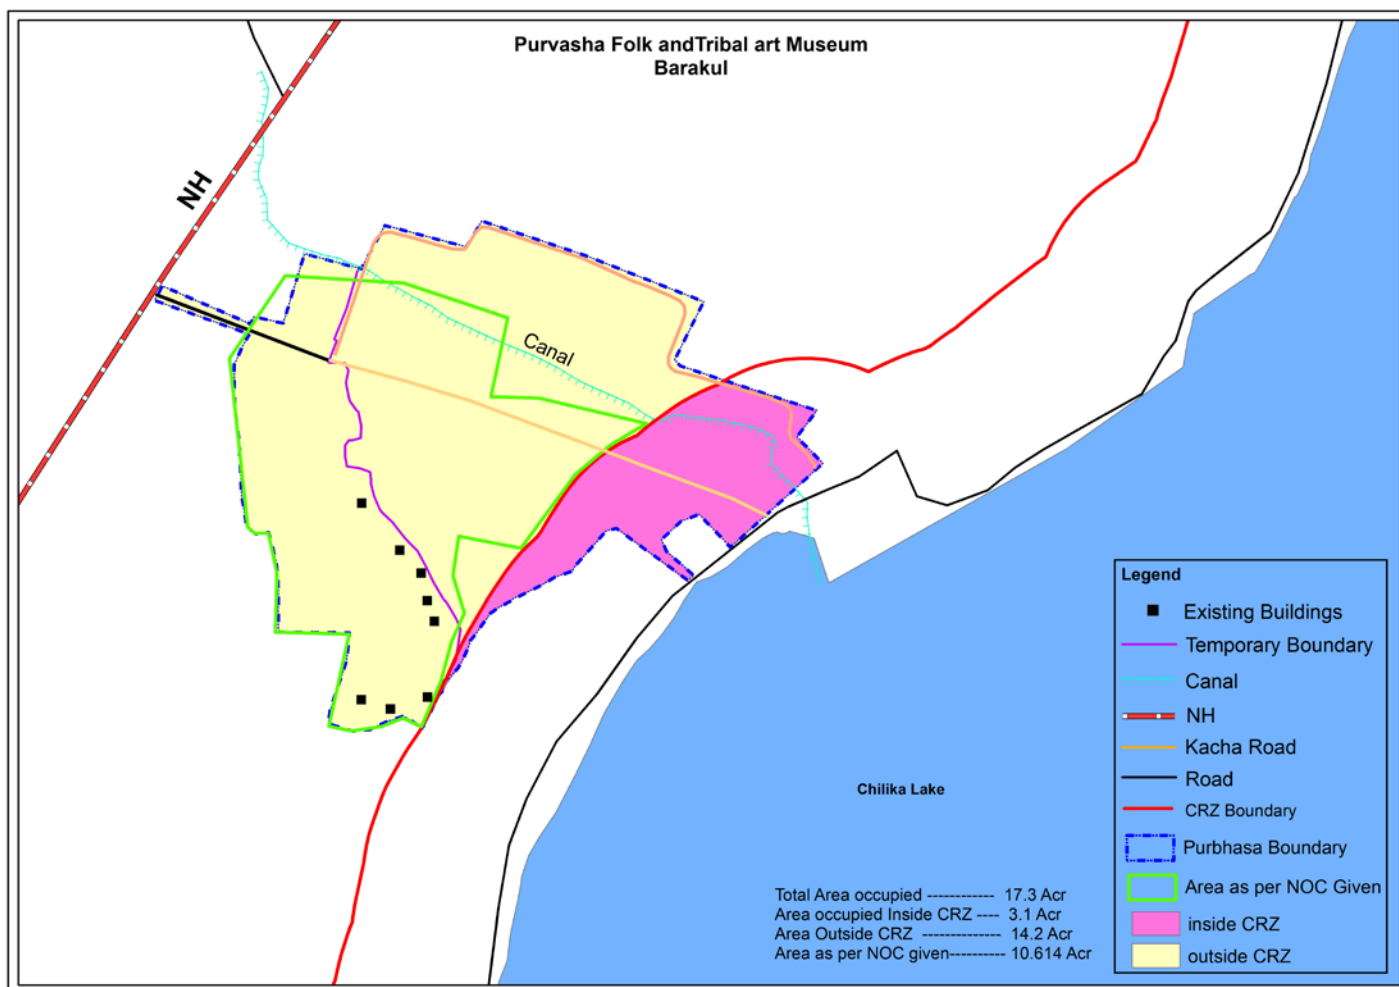 Purvasha Folk andTribal art Museum
Barakul
NH
Canal
Legend
Existing Buildings
Temporary Boundary
Canal
NH
Kacha Road
Road
CRZ Boundary
Purbhasa Boundary
Area as per NOC Given
inside CRZ
outside CRZ
Chilika Lake
Total Area occupied ------------ 17.3 Acr
Area occupied Inside CRZ ---- 3.1 Acr
Area Outside CRZ -------------- 14.2 Acr
Area as per NOC given---------- 10.614 Acr